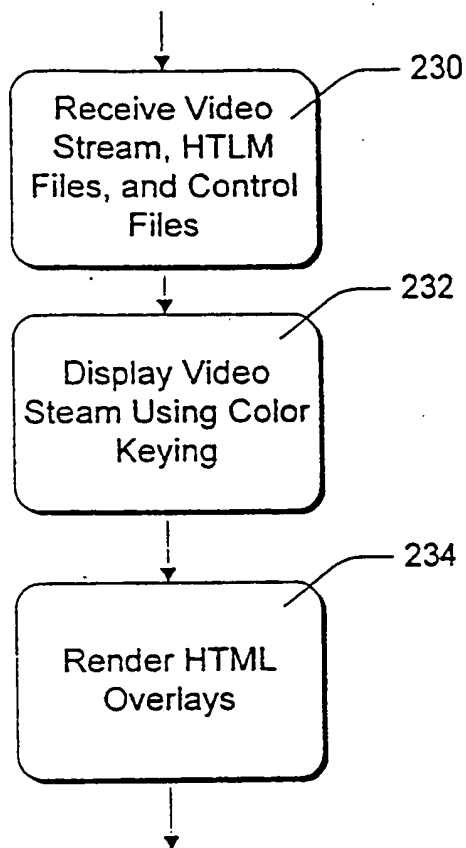 230
Receive Video
Stream, HTLM
Files, and Control
Files
232
Display Video
Steam Using Color
Keying
234
Render HTML
Overlays